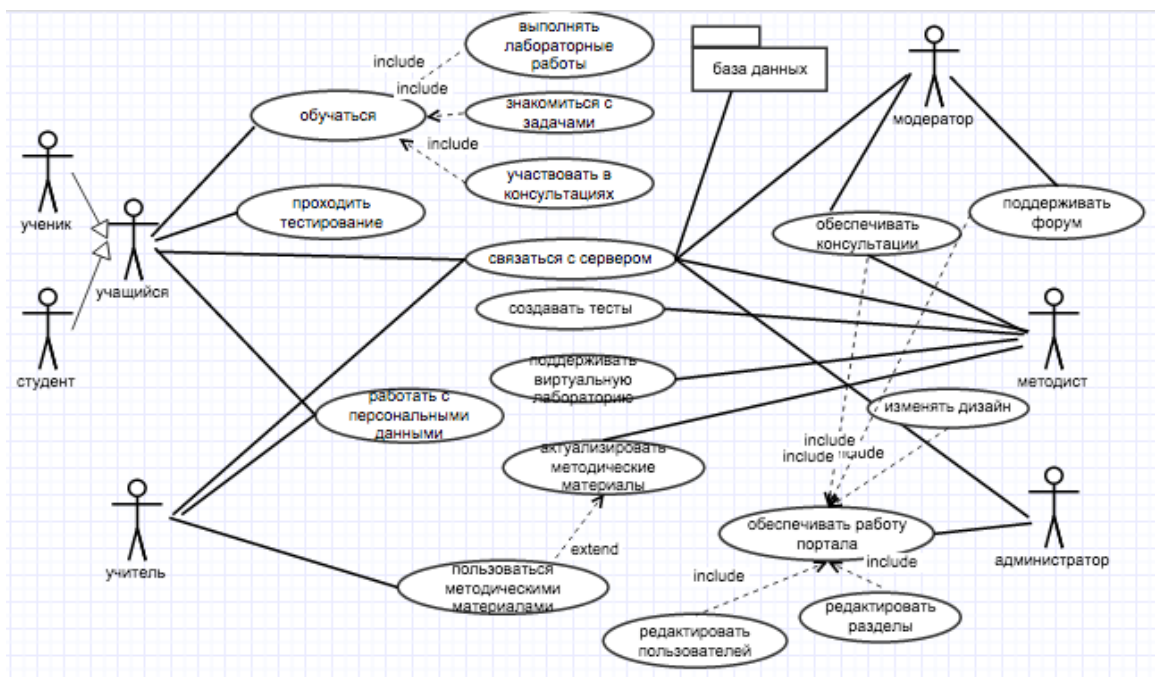 выполнять
лабораторные
работы
include
include
обучаться
знакомиться с
задачами
include
участвовать в
консультациях
база данных
модератор
ученик
проходить
тестирование
учащийся
поддерживать
форум
обеспечивать
консультации
связаться с сервером
студент
создавать тесты
методист
поддерживать
виртуальную
лабораторию
работать с
персональными
данными
изменять дизайн
include
include
include
актуализировать
методические
материалы
учитель
extend
обеспечивать работу
портала
администратор
пользоваться
методическими
материалами
include
include
редактировать
пользователей
редактировать
разделы